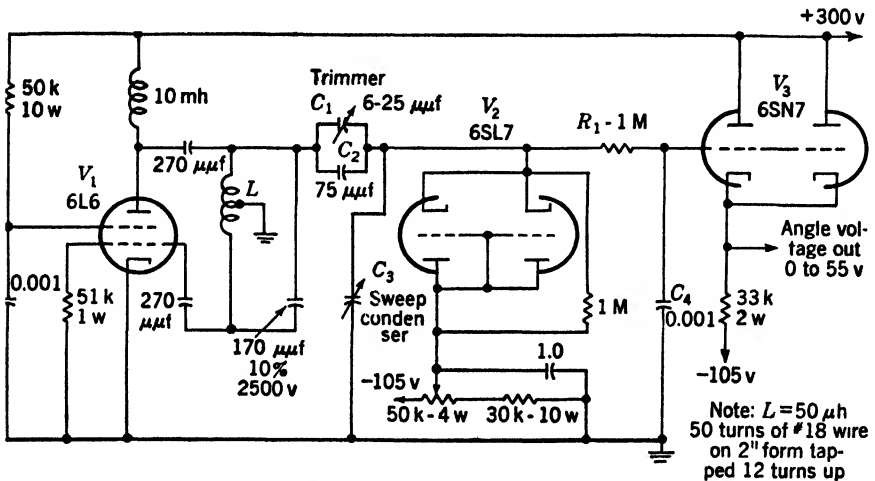 +300 v
50 k
10 w
10 mh
Trimmer
C₁ 6-25 μμf
C₂
75 μμf
V₂
6SL7
R₁ - 1 M
V₃
6SN7
270 μμf
V₁
6L6
L
0.001
51 k
1 w
270
μμf
170 μμf
10%
2500 v
C₃
Sweep
conden
ser
1 M
C₄
0.001
Angle vol-
tage out
0 to 55 v
33 k
2 w
-105 v
1.0
-105 v
50 k - 4 w
30 k - 10 w
Note: L = 50 μh
50 turns of #18 wire
on 2" form tap-
ped 12 turns up